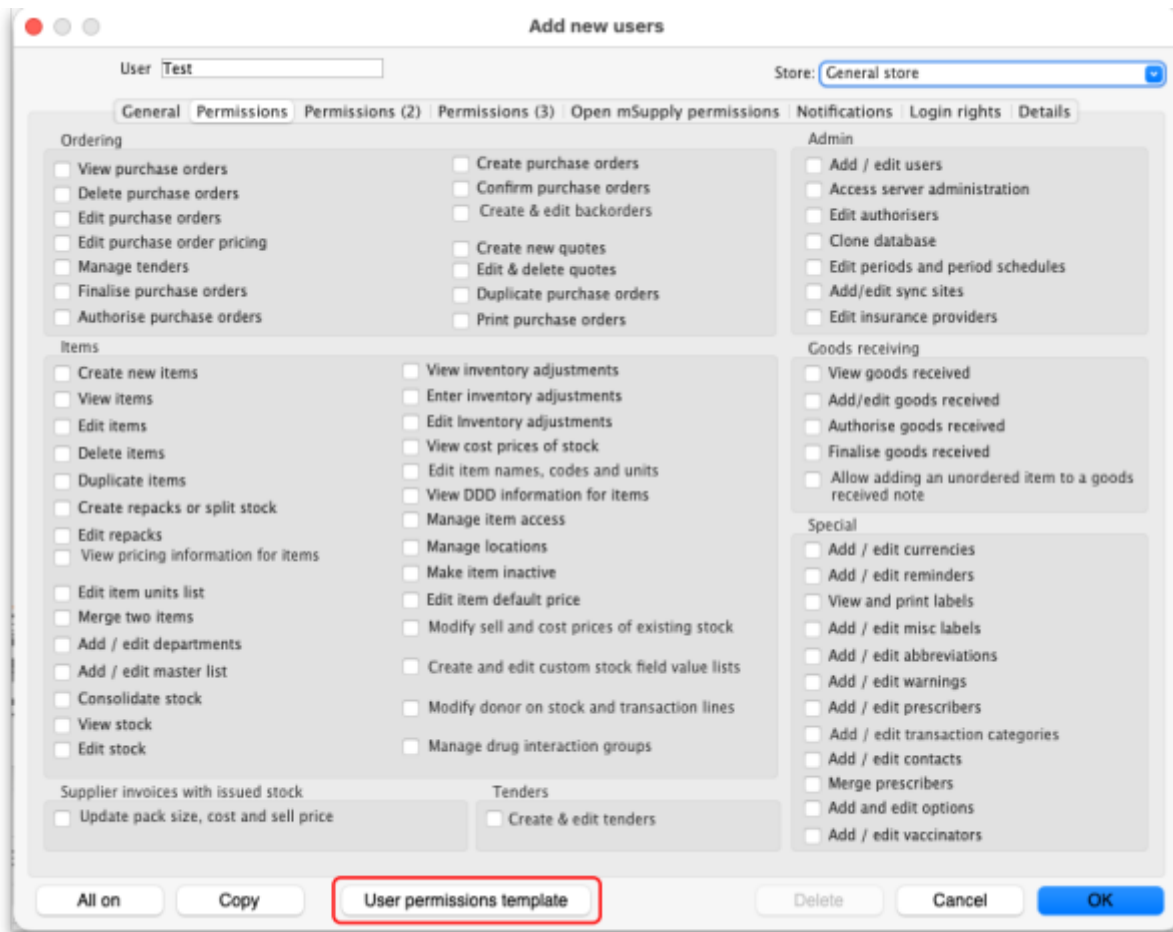 Add new users
User Test
Store: General store
General Permissions Permissions (2) Permissions (3) Open mSupply permissions Notifications Login rights Details
Ordering
View purchase orders
Delete purchase orders
Edit purchase orders
Edit purchase order pricing
Manage tenders
Finalise purchase orders
Authorise purchase orders
Create purchase orders
Confirm purchase orders
Create & edit backorders
Create new quotes
Edit & delete quotes
Duplicate purchase orders
Print purchase orders
Items
Create new items
View items
Edit items
Delete items
Duplicate items
Create repacks or split stock
Edit repacks
View pricing information for items
Edit item units list
Merge two items
Add / edit departments
Add / edit master list
Consolidate stock
View stock
Edit stock
View inventory adjustments
Enter inventory adjustments
Edit Inventory adjustments
View cost prices of stock
Edit item names, codes and units
View DDD information for items
Manage item access
Manage locations
Make item inactive
Edit item default price
Modify sell and cost prices of existing stock
Create and edit custom stock field value lists
Modify donor on stock and transaction lines
Manage drug interaction groups
Supplier invoices with issued stock
Update pack size, cost and sell price
Tenders
Create & edit tenders
Admin
Add / edit users
Access server administration
Edit authorisers
Clone database
Edit periods and period schedules
Add/edit sync sites
Edit insurance providers
Goods receiving
View goods received
Add/edit goods received
Authorise goods received
Finalise goods received
Allow adding an unordered item to a goods
received note
Special
Add / edit currencies
Add / edit reminders
View and print labels
Add / edit misc labels
Add / edit abbreviations
Add / edit warnings
Add / edit prescribers
Add / edit transaction categories
Add / edit contacts
Merge prescribers
Add and edit options
Add / edit vaccinators
All on Copy User permissions template Delete Cancel OK